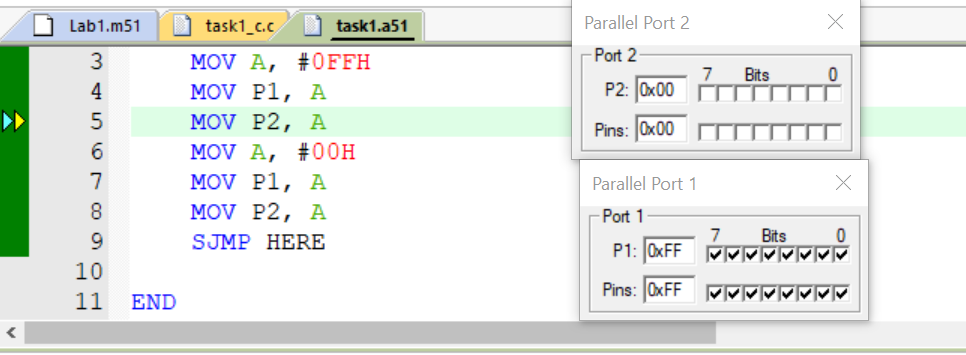 Lab1.m51 task1_c.c task1.a51
3 MOV A, #0FFH
4 MOV P1, A
5 MOV P2, A
6 MOV A, #00H
7 MOV P1, A
8 MOV P2, A
9 SJMP HERE
10
11 END
Parallel Port 2
Port 2
7 Bits 0
P2: 0x00
Pins: 0x00
Parallel Port 1
Port 1
7 Bits 0
P1: 0xFF
Pins: 0xFF